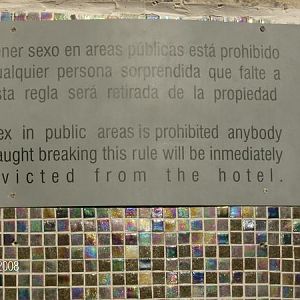 ner sexo en areas públicas está prohibido
ualquier persona sorprendida que falte a
sta regla será retirada de la propiedad
ex in public areas is prohibited anybody
aught breaking this rule will be inmediately
victed from the hotel.
2008